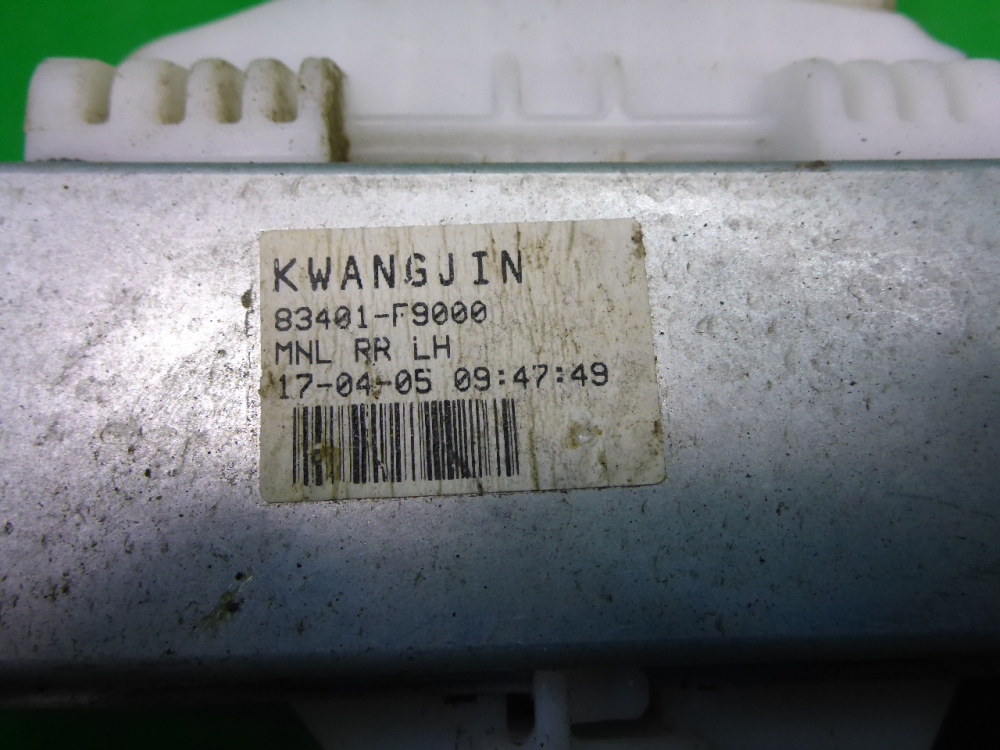 KWANGJIN
83401-F9000
MNL RR LH
17-04-05 09:47:49